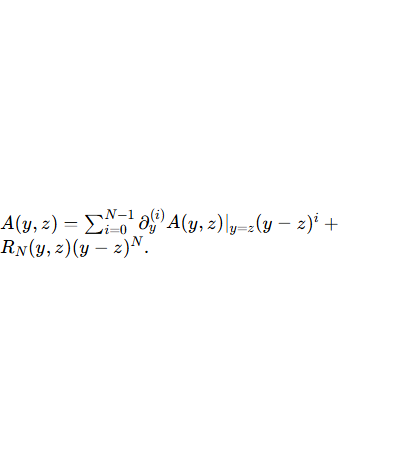 A(y, z) = ∑_{i=0}^{N−1} ∂_y^{(i)} A(y, z)|_{y=z}(y − z)^i +
R_N(y, z)(y − z)^N.